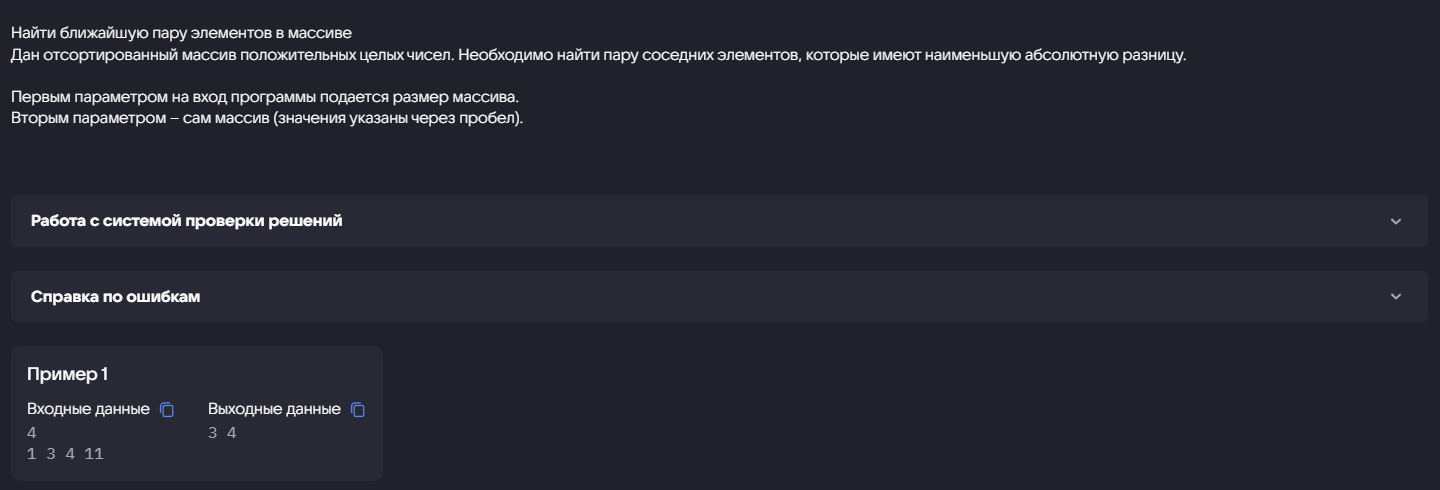 Найти ближайшую пару элементов в массиве
Дан отсортированный массив положительных целых чисел. Необходимо найти пару соседних элементов, которые имеют наименьшую абсолютную разницу.
Первым параметром на вход программы подается размер массива.
Вторым параметром – сам массив (значения указаны через пробел).
Работа с системой проверки решений
Справка по ошибкам
Пример 1
Входные данные
4
1 3 4 11
Выходные данные
3 4